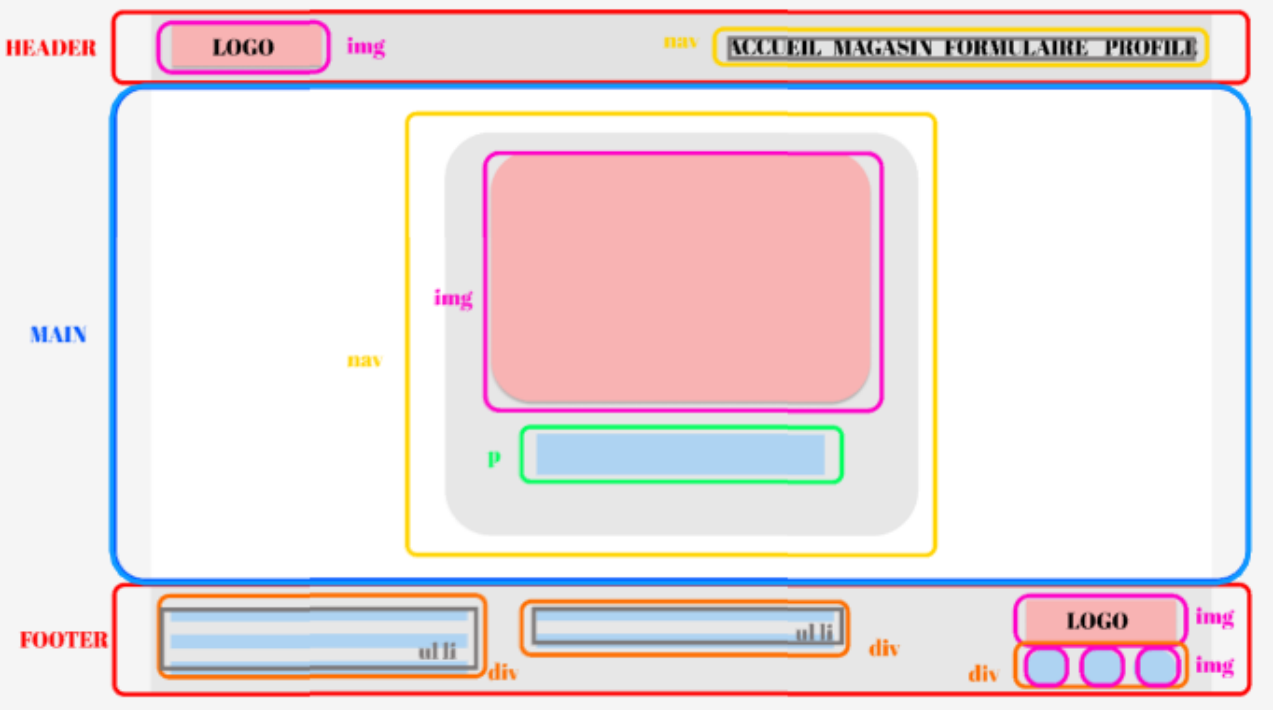 HEADER LOGO img nav ACCUEIL MAGASIN FORMULAIRE PROFILE
img
MAIN
nav
p
FOOTER
LOGO img
ul li
ul li
div
div
div
img